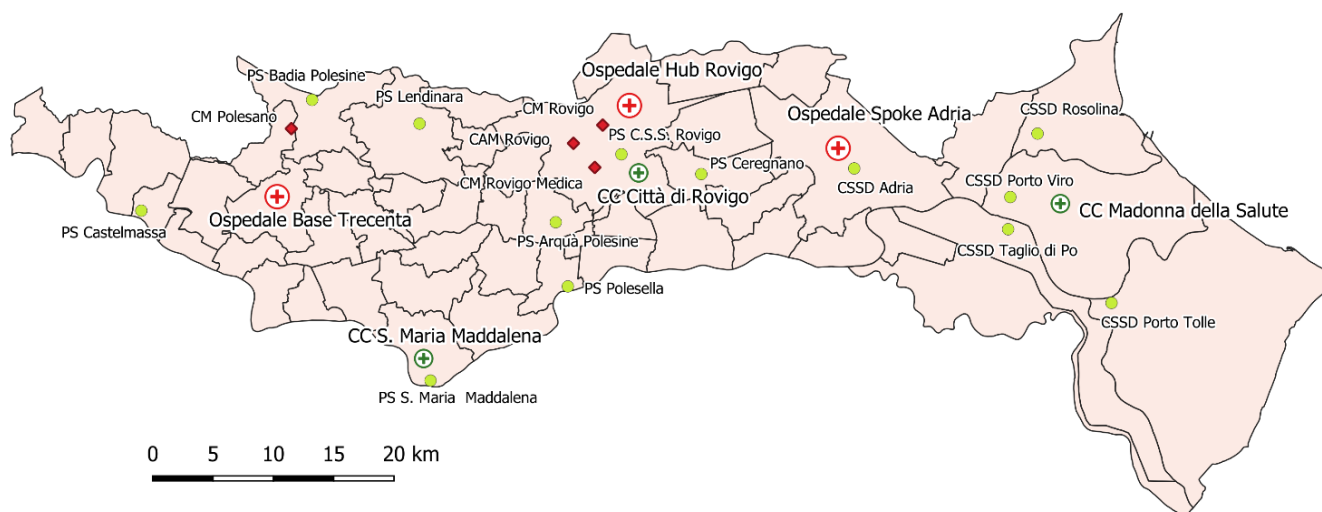 PS Badia Polesine
PS Lendinara
CM Polesano
Ospedale Hub Rovigo
CM Rovigo
CAM Rovigo
PS C.S.S. Rovigo
CM Rovigo Medica
PS Ceregnano
CC Città di Rovigo
Ospedale Spoke Adria
CSSD Adria
CSSD Rosolina
CSSD Porto Viro
CC Madonna della Salute
CSSD Taglio di Po
CSSD Porto Tolle
Ospedale Base Trecenta
PS Castelmassa
PS Arquà Polesine
PS Polesella
CC S. Maria Maddalena
PS S. Maria Maddalena
0 5 10 15 20 km